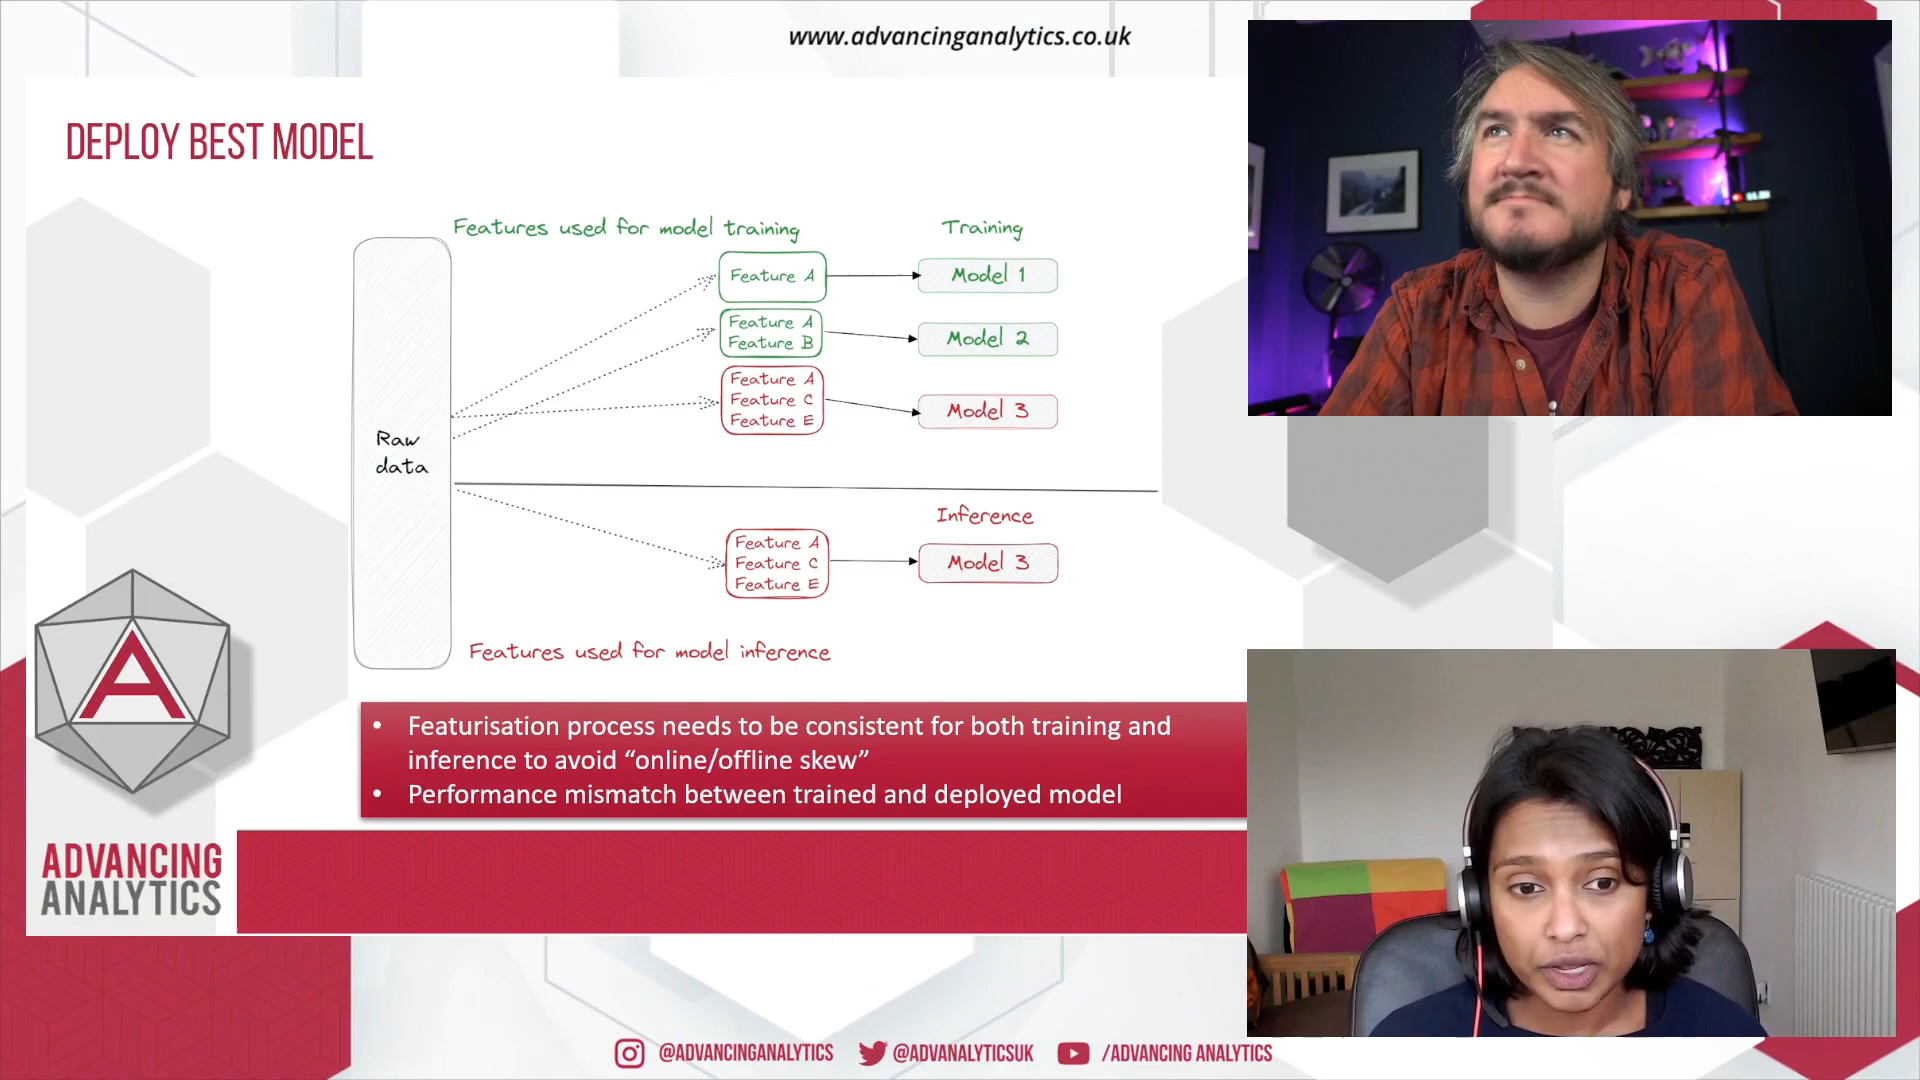 www.advancinganalytics.co.uk
DEPLOY BEST MODEL
Features used for model training
Training
Feature A
Model 1
Feature A
Feature B
Model 2
Feature A
Feature C
Feature E
Model 3
Raw
data
Inference
Feature A
Feature C
Feature E
Model 3
Features used for model inference
• Featurisation process needs to be consistent for both training and
inference to avoid “online/offline skew”
• Performance mismatch between trained and deployed model
A
ADVANCING
ANALYTICS
@ADVANCINGANALYTICS @ADVANALYTICSUK /ADVANCING ANALYTICS